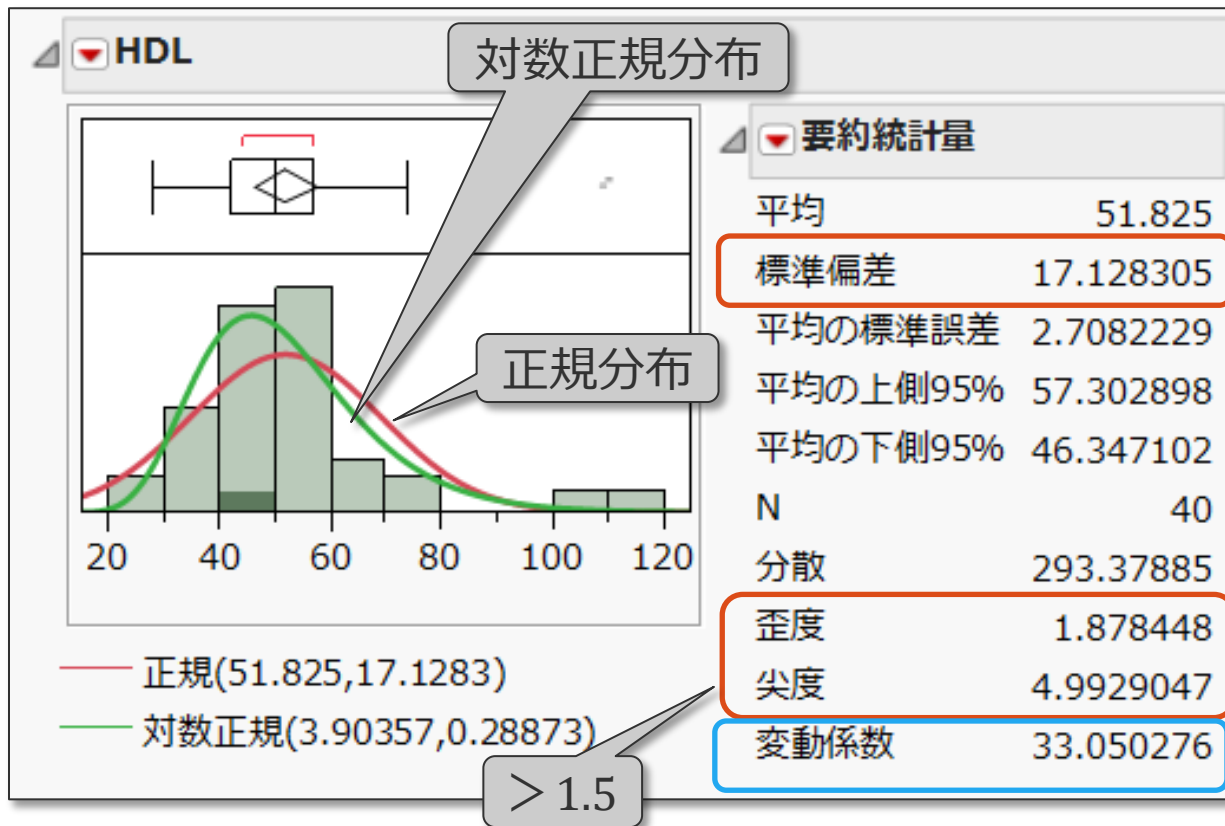 HDL
対数正規分布
正規分布
20 40 60 80 100 120
正規(51.825,17.1283)
対数正規(3.90357,0.28873)
要約統計量
平均 51.825
標準偏差 17.128305
平均の標準誤差 2.7082229
平均の上側95% 57.302898
平均の下側95% 46.347102
N 40
分散 293.37885
歪度 1.878448
尖度 4.9929047
変動係数 33.050276
＞1.5